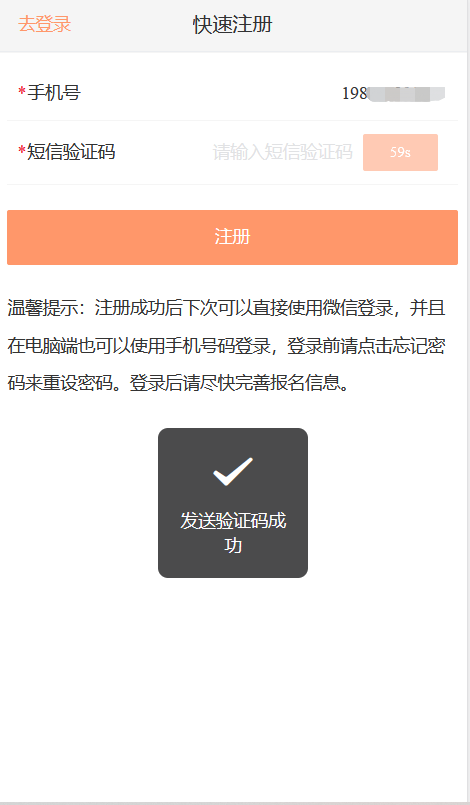 去登录 快速注册
*手机号 198
*短信验证码 请输入短信验证码 59s
注册
温馨提示：注册成功后下次可以直接使用微信登录，并且
在电脑端也可以使用手机号码登录，登录前请点击忘记密
码来重设密码。登录后请尽快完善报名信息。
发送验证码成
功